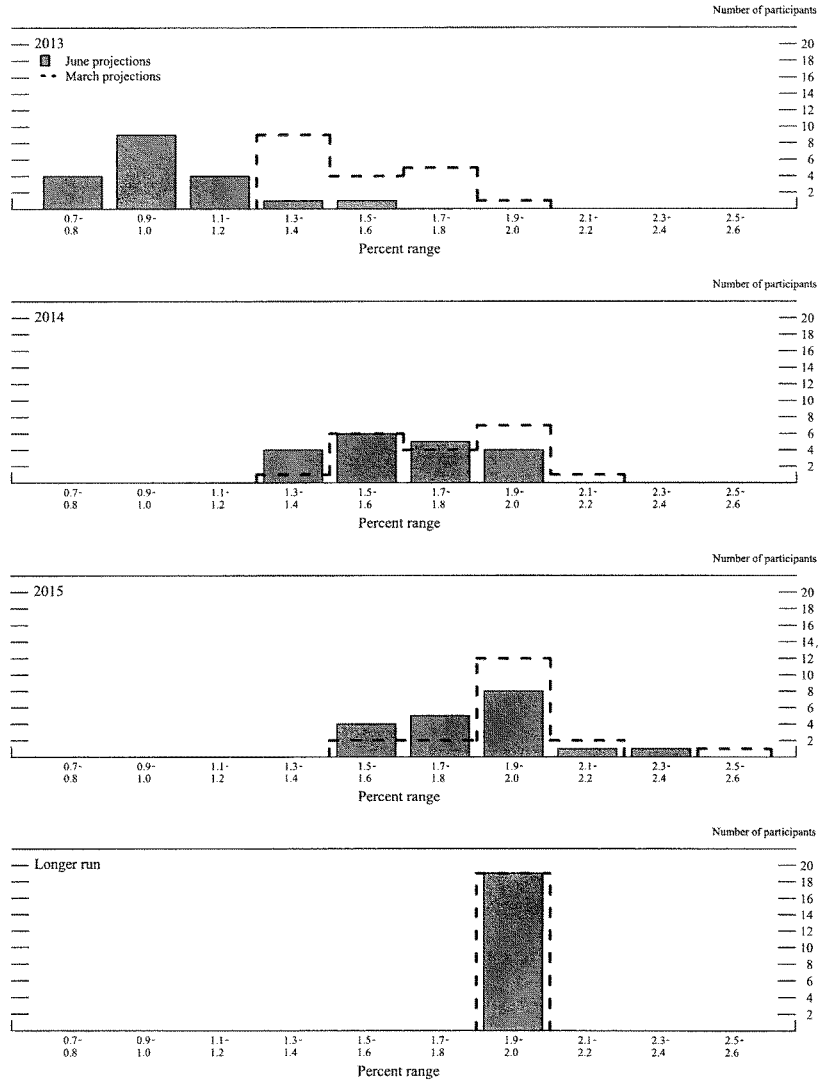 Number of participants
2013
June projections
March projections
20
18
16
14
12
10
8
6
4
2
0.7- 0.9- 1.1- 1.3- 1.5- 1.7- 1.9- 2.1- 2.3- 2.5-
0.8 1.0 1.2 1.4 1.6 1.8 2.0 2.2 2.4 2.6
Percent range
Number of participants
2014
20
18
16
14
12
10
8
6
4
2
0.7- 0.9- 1.1- 1.3- 1.5- 1.7- 1.9- 2.1- 2.3- 2.5-
0.8 1.0 1.2 1.4 1.6 1.8 2.0 2.2 2.4 2.6
Percent range
Number of participants
2015
20
18
16
14
12
10
8
6
4
2
0.7- 0.9- 1.1- 1.3- 1.5- 1.7- 1.9- 2.1- 2.3- 2.5-
0.8 1.0 1.2 1.4 1.6 1.8 2.0 2.2 2.4 2.6
Percent range
Number of participants
Longer run
20
18
16
14
12
10
8
6
4
2
0.7- 0.9- 1.1- 1.3- 1.5- 1.7- 1.9- 2.1- 2.3- 2.5-
0.8 1.0 1.2 1.4 1.6 1.8 2.0 2.2 2.4 2.6
Percent range